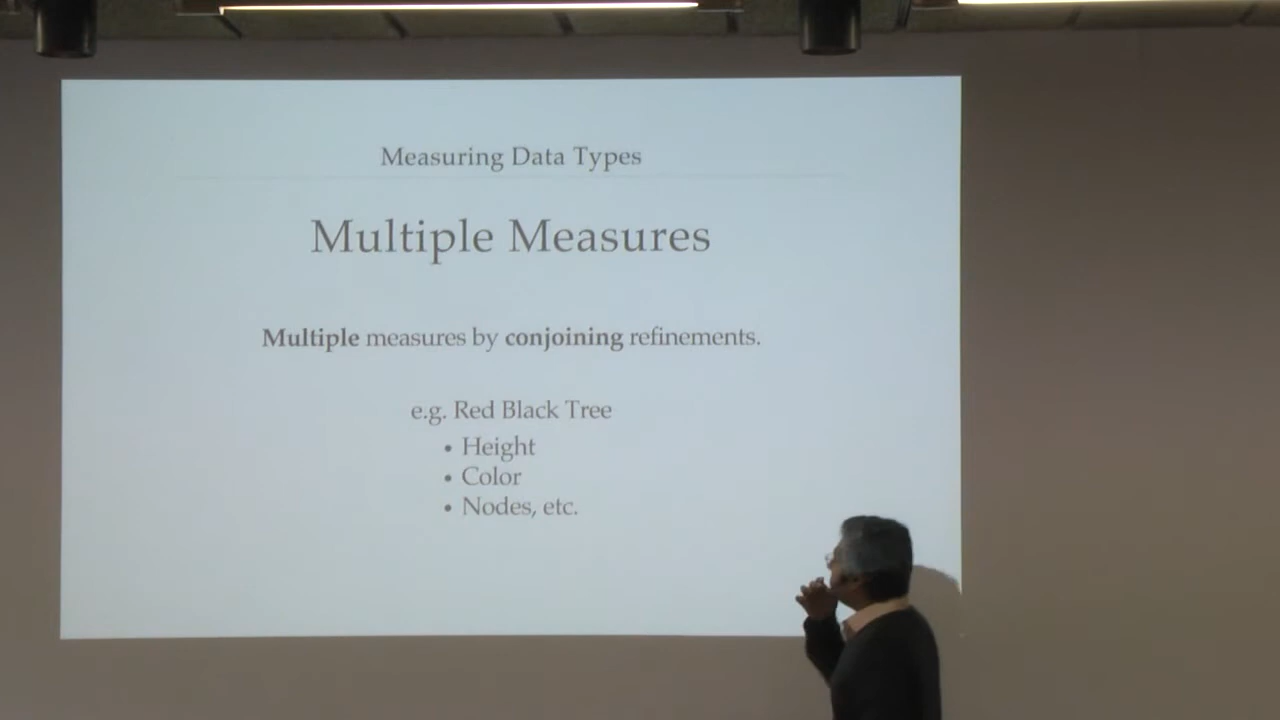 Measuring Data Types
Multiple Measures
Multiple measures by conjoining refinements.
e.g. Red Black Tree
• Height
• Color
• Nodes, etc.